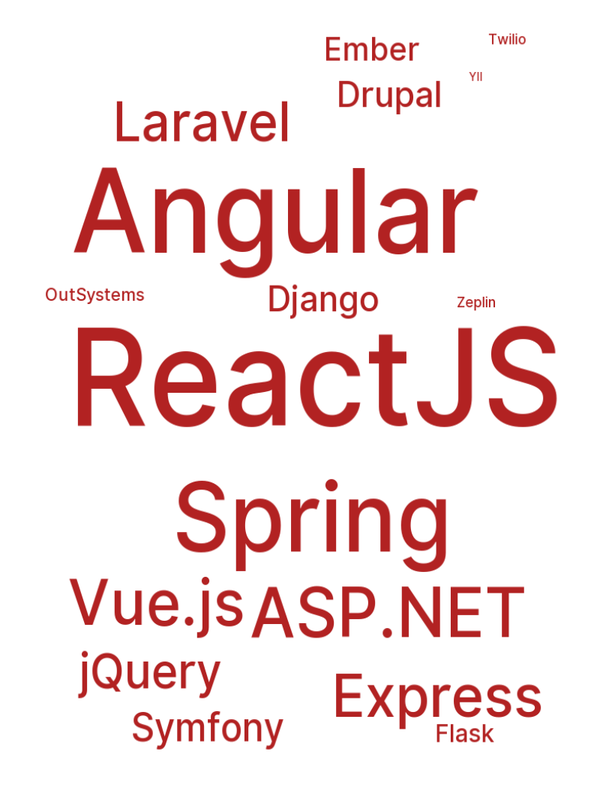 Ember
Twilio
YII
Drupal
Laravel
Angular
OutSystems
Django
Zeplin
ReactJS
Spring
Vue.js
ASP.NET
jQuery
Express
Symfony
Flask